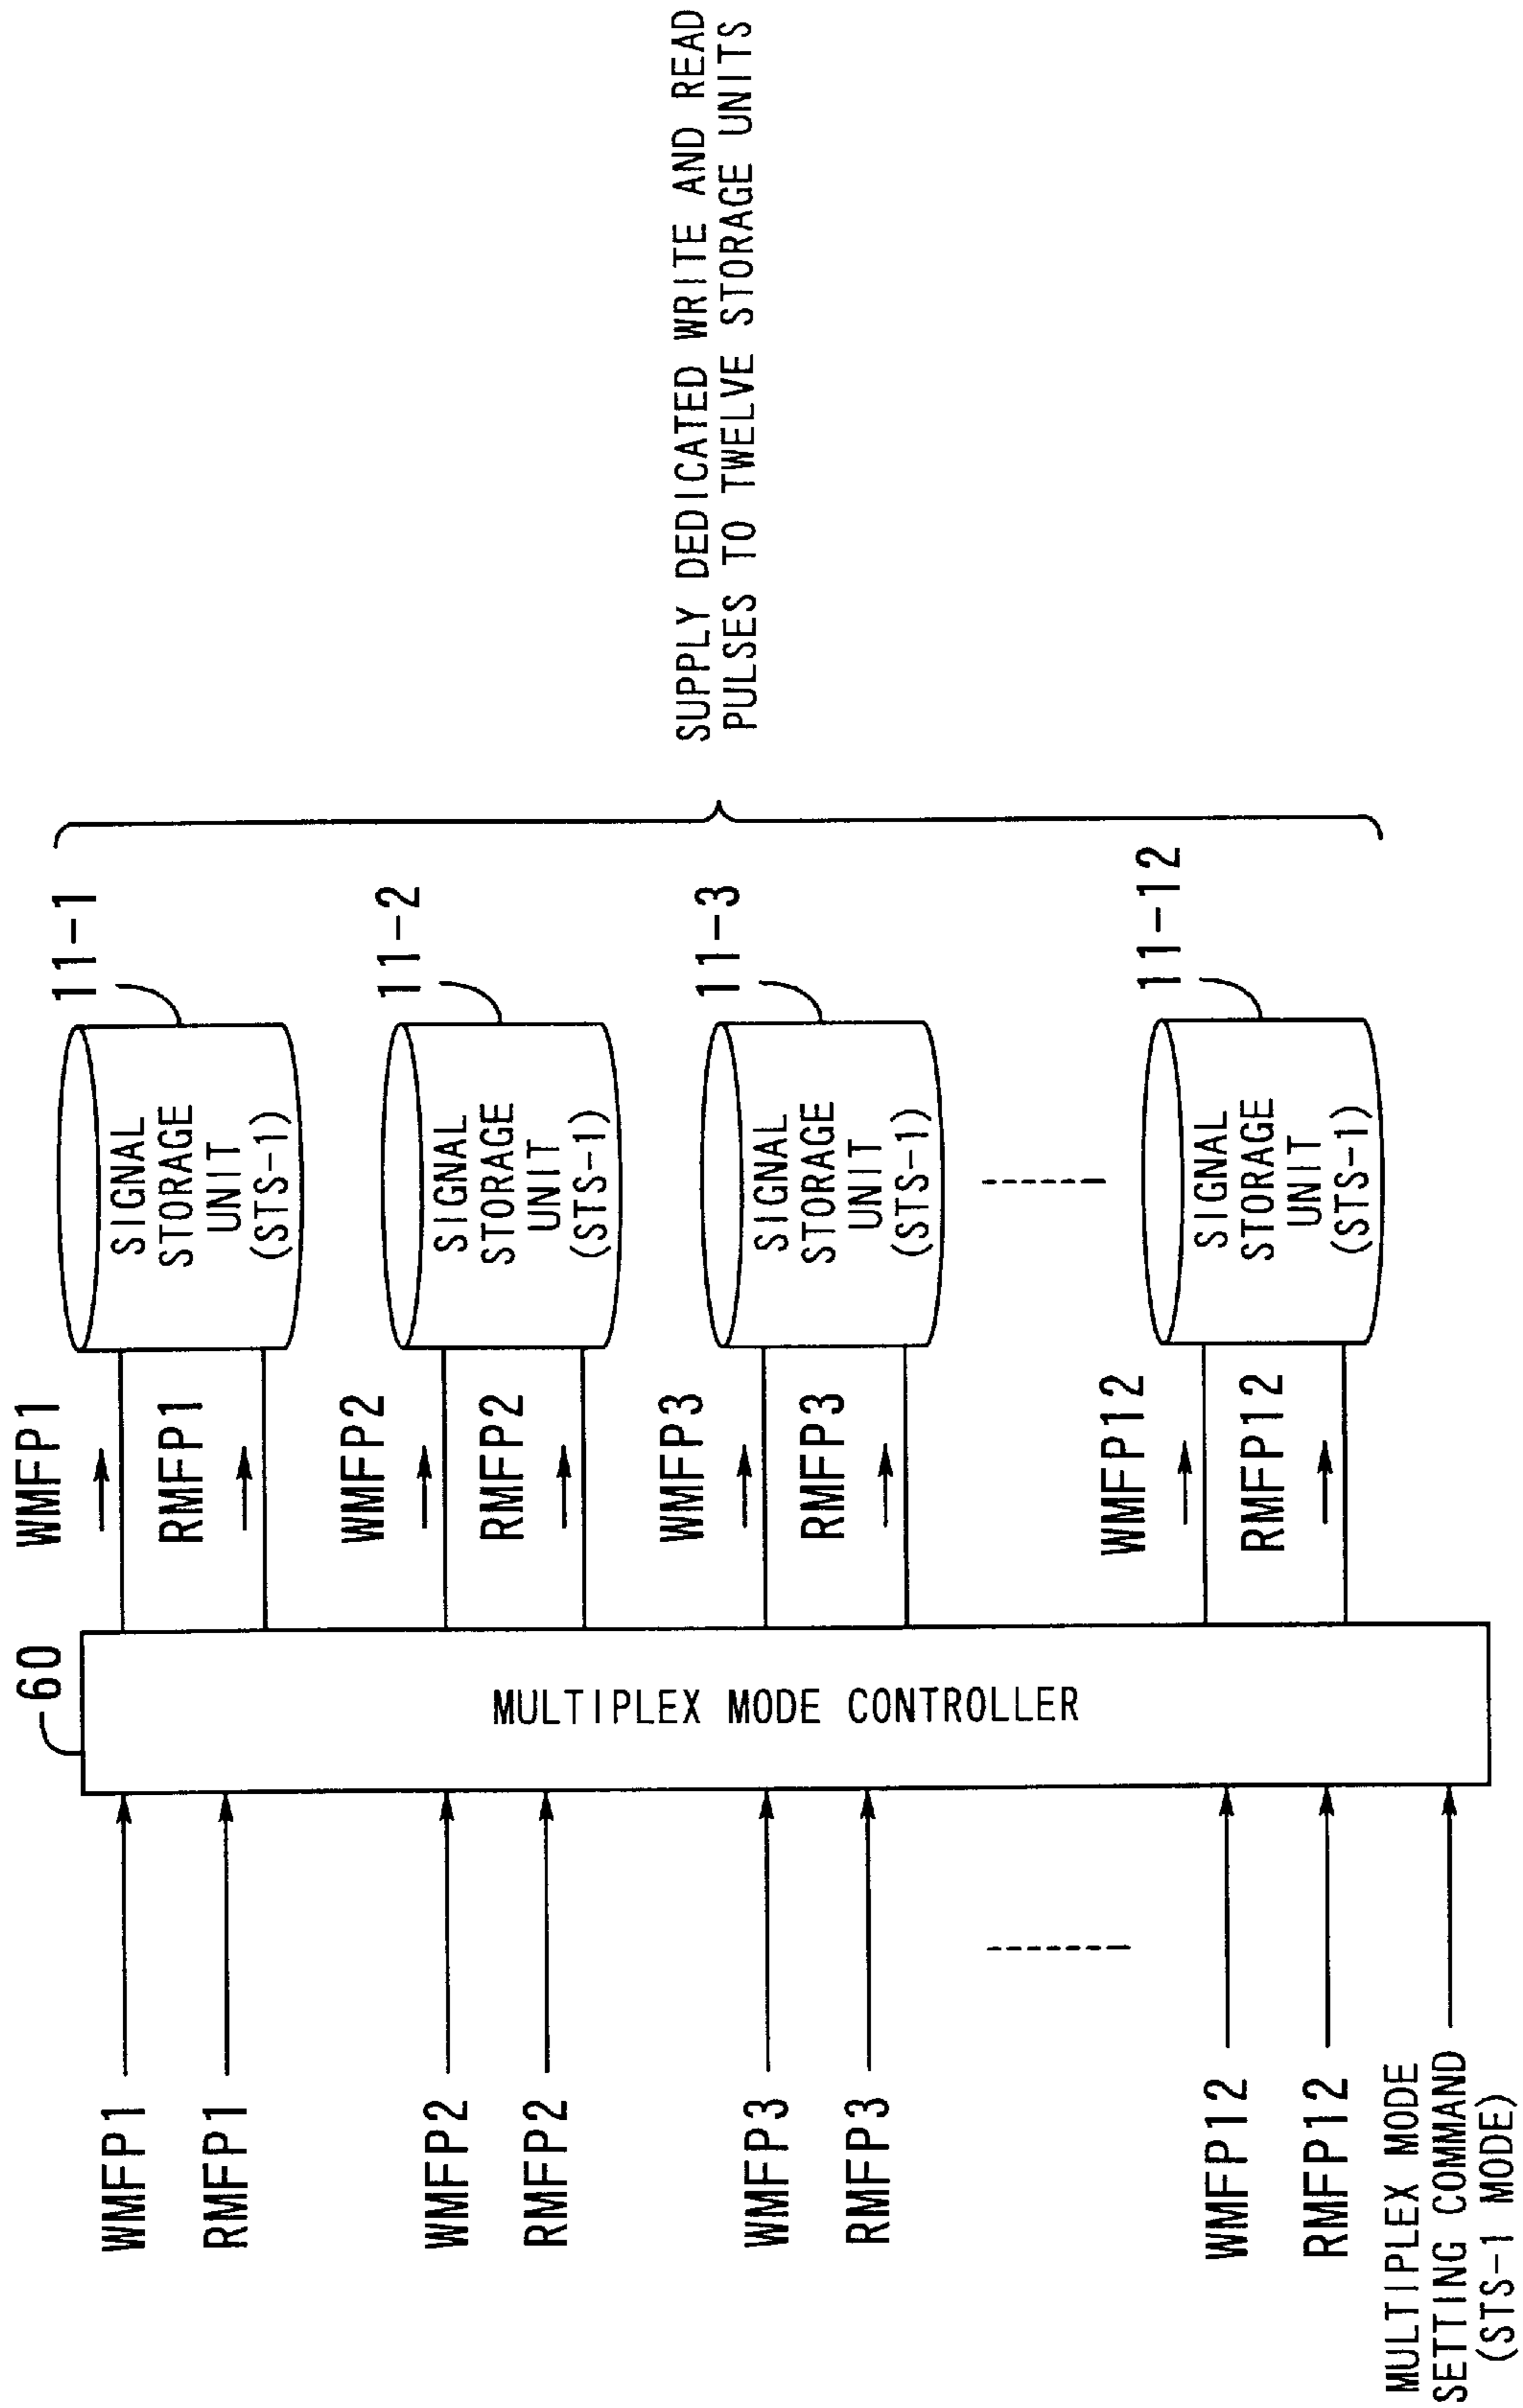 WMFP1
RMFP1
WMFP2
RMFP2
WMFP3
RMFP3
WMFP12
RMFP12
MULTIPLEX MODE
SETTING COMMAND
(STS-1 MODE)
60
MULTIPLEX MODE CONTROLLER
WMFP1
RMFP1
WMFP2
RMFP2
WMFP3
RMFP3
WMFP12
RMFP12
11-1
SIGNAL
STORAGE
UNIT
(STS-1)
11-2
SIGNAL
STORAGE
UNIT
(STS-1)
11-3
SIGNAL
STORAGE
UNIT
(STS-1)
11-12
SIGNAL
STORAGE
UNIT
(STS-1)
SUPPLY DEDICATED WRITE AND READ
PULSES TO TWELVE STORAGE UNITS